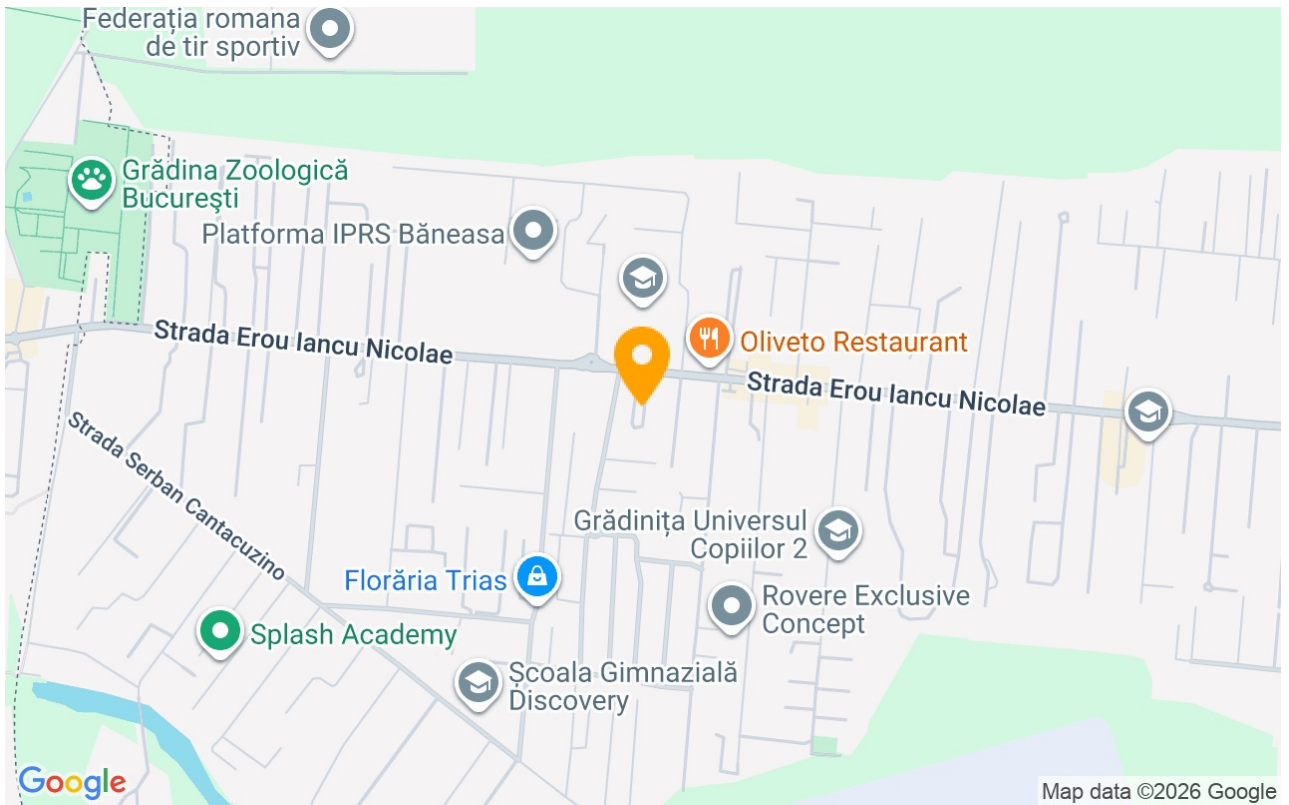 Federația romana
de tir sportiv
Grădina Zoologică
Bucureşti
Platforma IPRS Băneasa
Strada Erou Iancu Nicolae
Oliveto Restaurant
Strada Erou Iancu Nicolae
Strada Serban Cantacuzino
Grădinița Universul
Copiilor 2
Florăria Trias
Rovere Exclusive
Concept
Splash Academy
Școala Gimnazială
Discovery
Google
Map data ©2026 Google